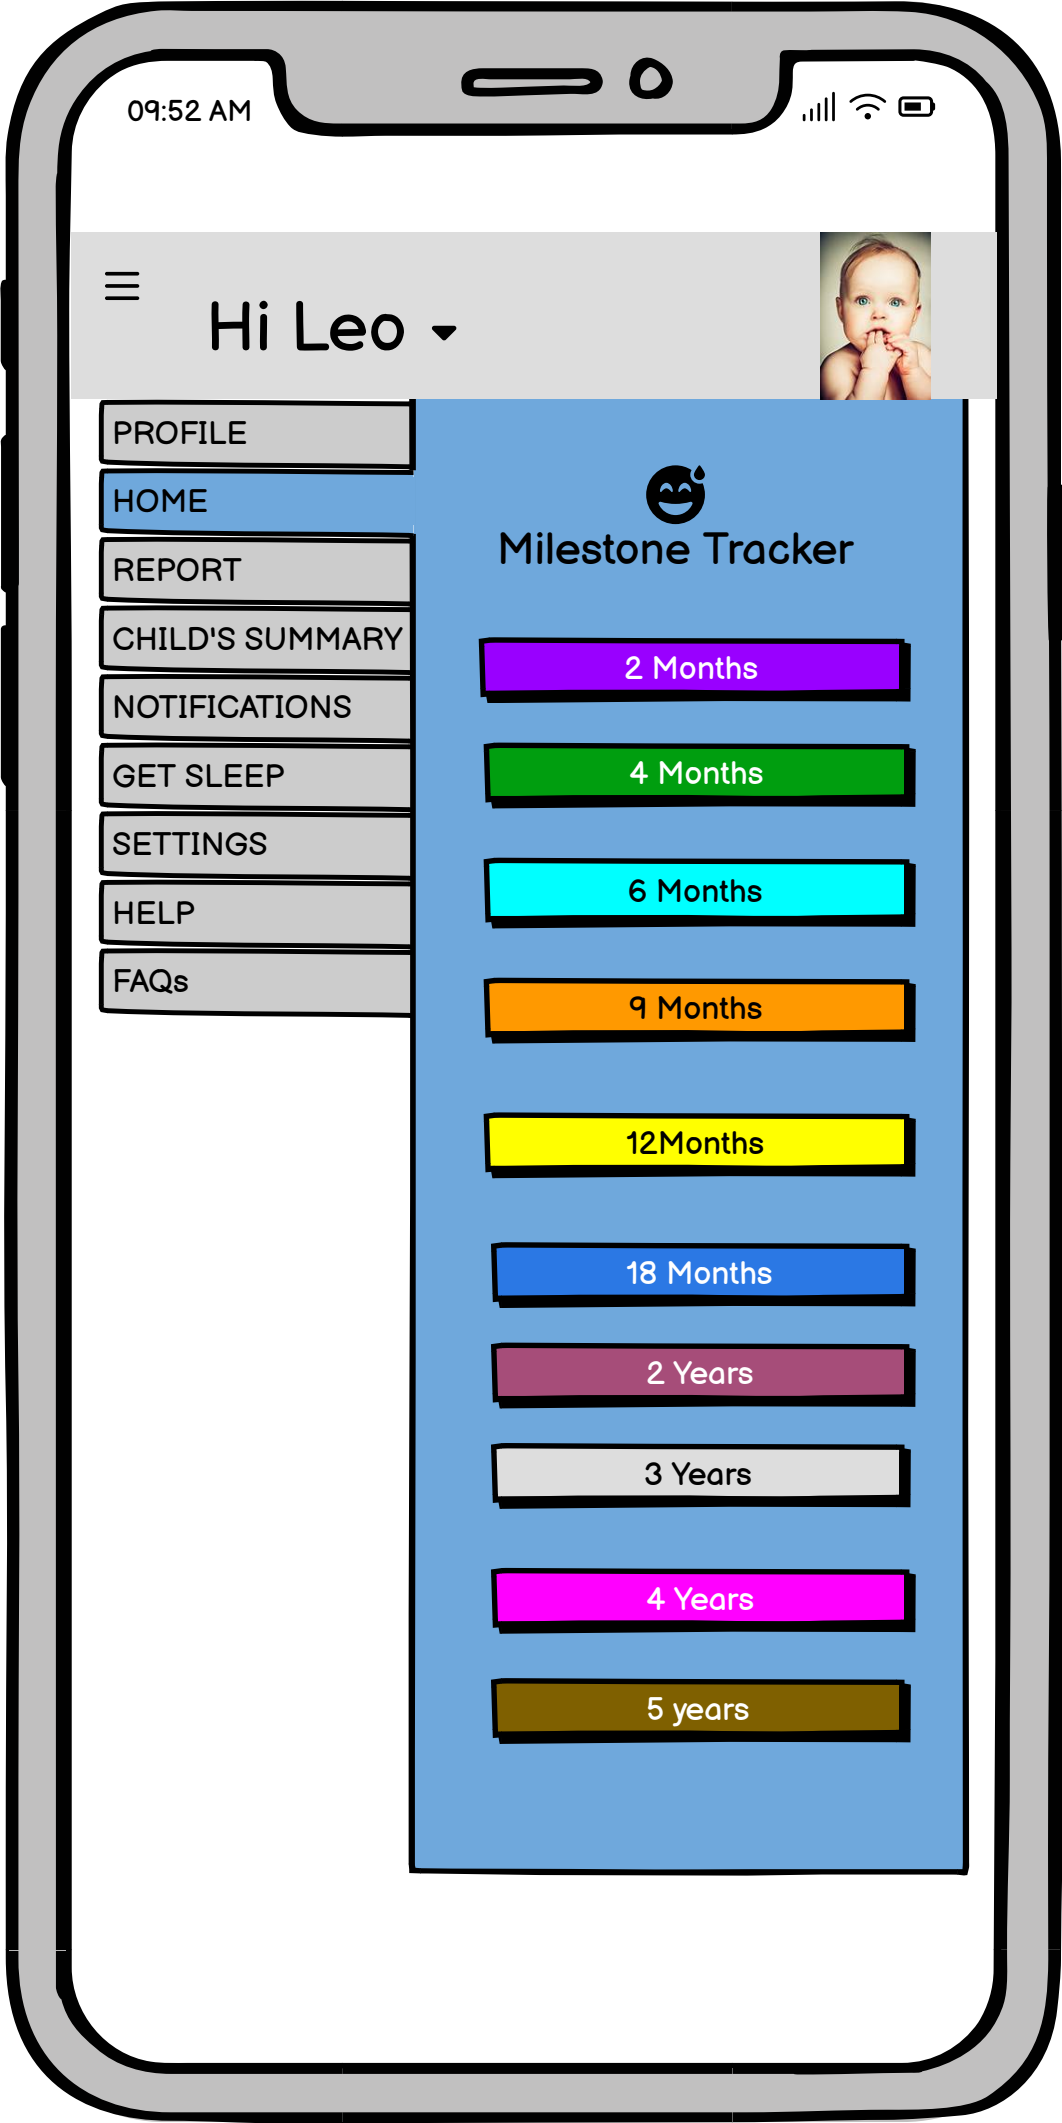 09:52 AM
Hi Leo
PROFILE
HOME
REPORT
CHILD'S SUMMARY
NOTIFICATIONS
GET SLEEP
SETTINGS
HELP
FAQs
Milestone Tracker
2 Months
4 Months
6 Months
9 Months
12Months
18 Months
2 Years
3 Years
4 Years
5 years